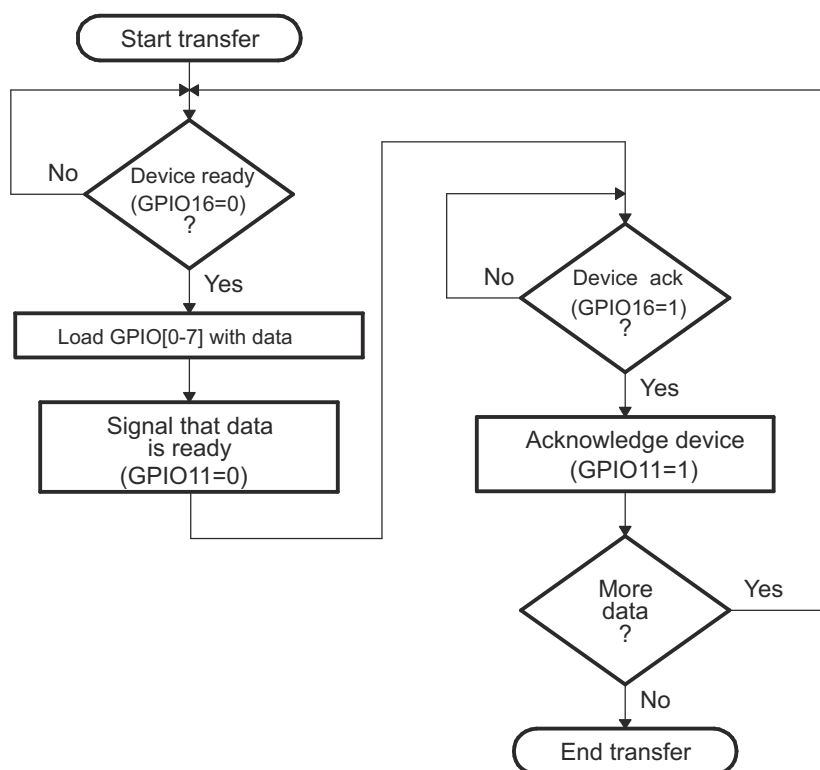 Start transfer
No
Device ready
(GPIO16=0)
?
Yes
Load GPIO[0-7] with data
Signal that data
is ready
(GPIO11=0)
No
Device ack
(GPIO16=1)
?
Yes
Acknowledge device
(GPIO11=1)
More
data
?
Yes
No
End transfer